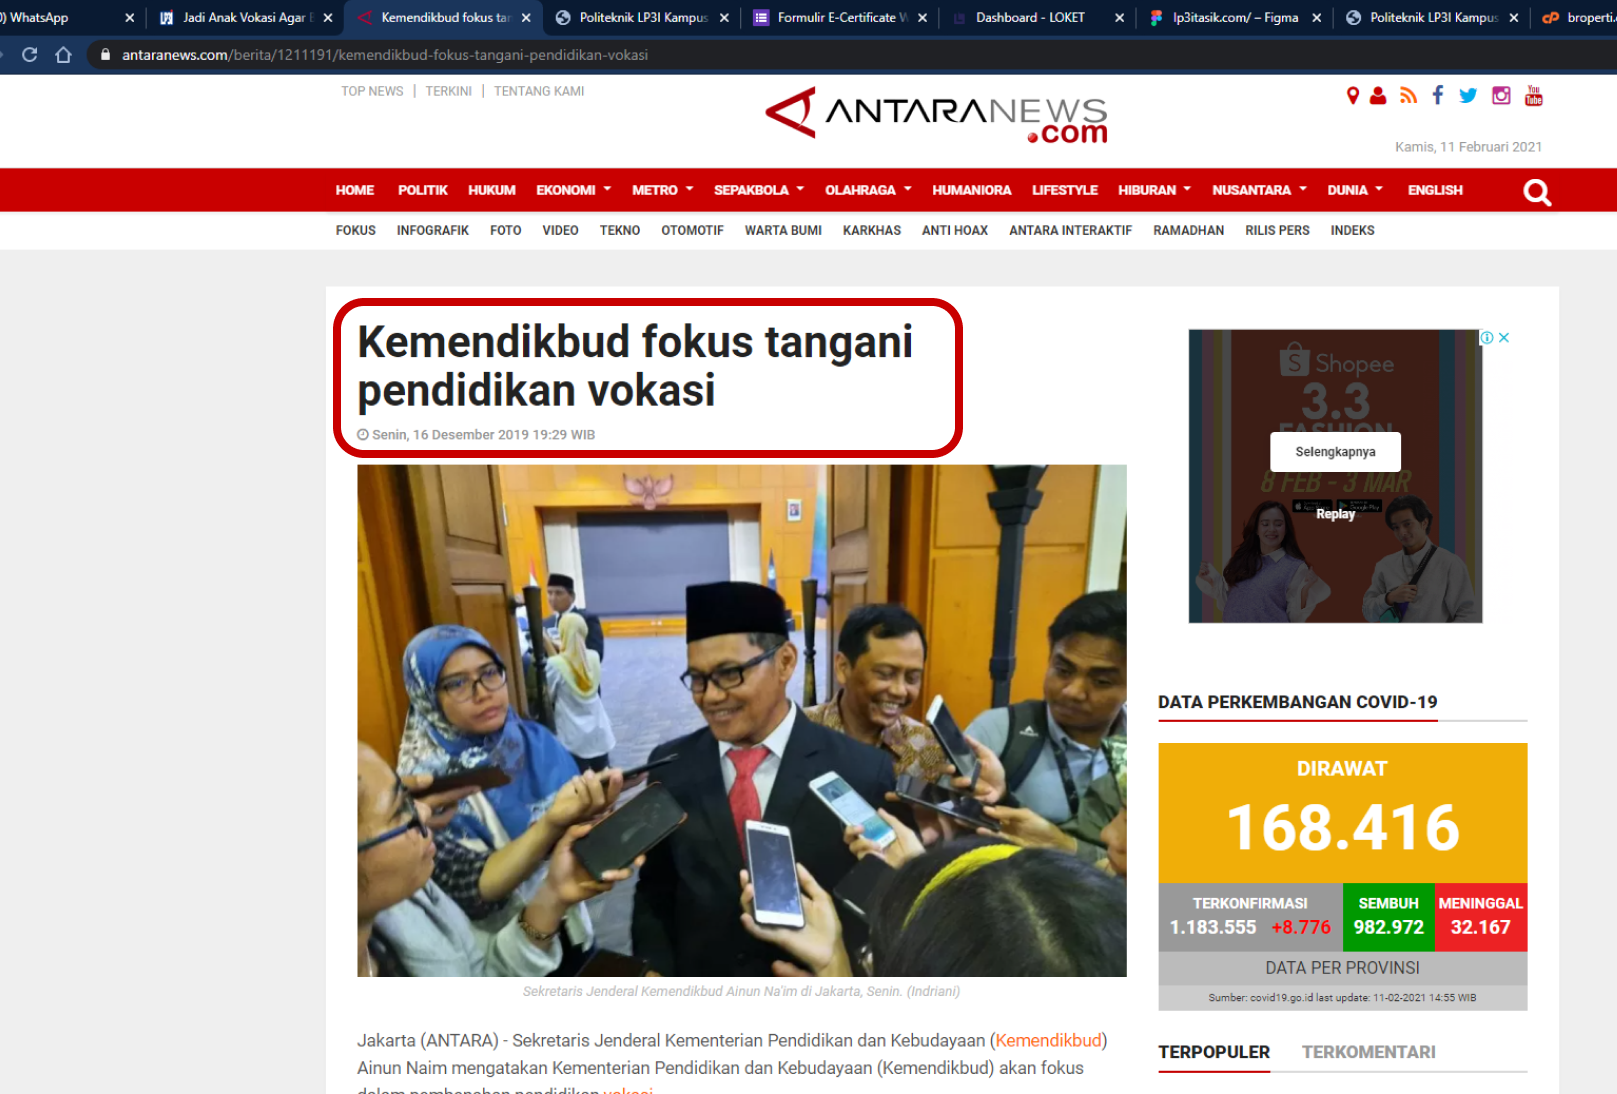 ) WhatsApp
Jadi Anak Vokasi Agar
Kemendikbud fokus tan
Politeknik LP3I Kampus
Formulir E-Certificate
Dashboard - LOKET
lp3itasik.com/ – Figma
Politeknik LP3I Kampus
broperti.
antaranews.com/berita/1211191/kemendikbud-fokus-tangani-pendidikan-vokasi
TOP NEWS | TERKINI | TENTANG KAMI
ANTARANEWS
.com
You
Tube
Kamis, 11 Februari 2021
HOME POLITIK HUKUM EKONOMI METRO SEPAKBOLA OLAHRAGA HUMANIORA LIFESTYLE HIBURAN NUSANTARA DUNIA ENGLISH
FOKUS INFOGRAFIK FOTO VIDEO TEKNO OTOMOTIF WARTA BUMI KARKHAS ANTI HOAX ANTARA INTERAKTIF RAMADHAN RILIS PERS INDEKS
Kemendikbud fokus tangani
pendidikan vokasi
Senin, 16 Desember 2019 19:29 WIB
Shopee
3.3
FASHION
Selengkapnya
8 FEB - 3 MAR
Replay
Sekretaris Jenderal Kemendikbud Ainun Na'im di Jakarta, Senin. (Indriani)
Jakarta (ANTARA) - Sekretaris Jenderal Kementerian Pendidikan dan Kebudayaan (Kemendikbud)
Ainun Naim mengatakan Kementerian Pendidikan dan Kebudayaan (Kemendikbud) akan fokus
dalam pembenahan pendidikan vokasi
DATA PERKEMBANGAN COVID-19
DIRAWAT
168.416
TERKONFIRMASI
1.183.555 +8.776
SEMBUH
982.972
MENINGGAL
32.167
DATA PER PROVINSI
Sumber: covid19.go.id last update: 11-02-2021 14:55 WIB
TERPOPULER TERKOMENTARI